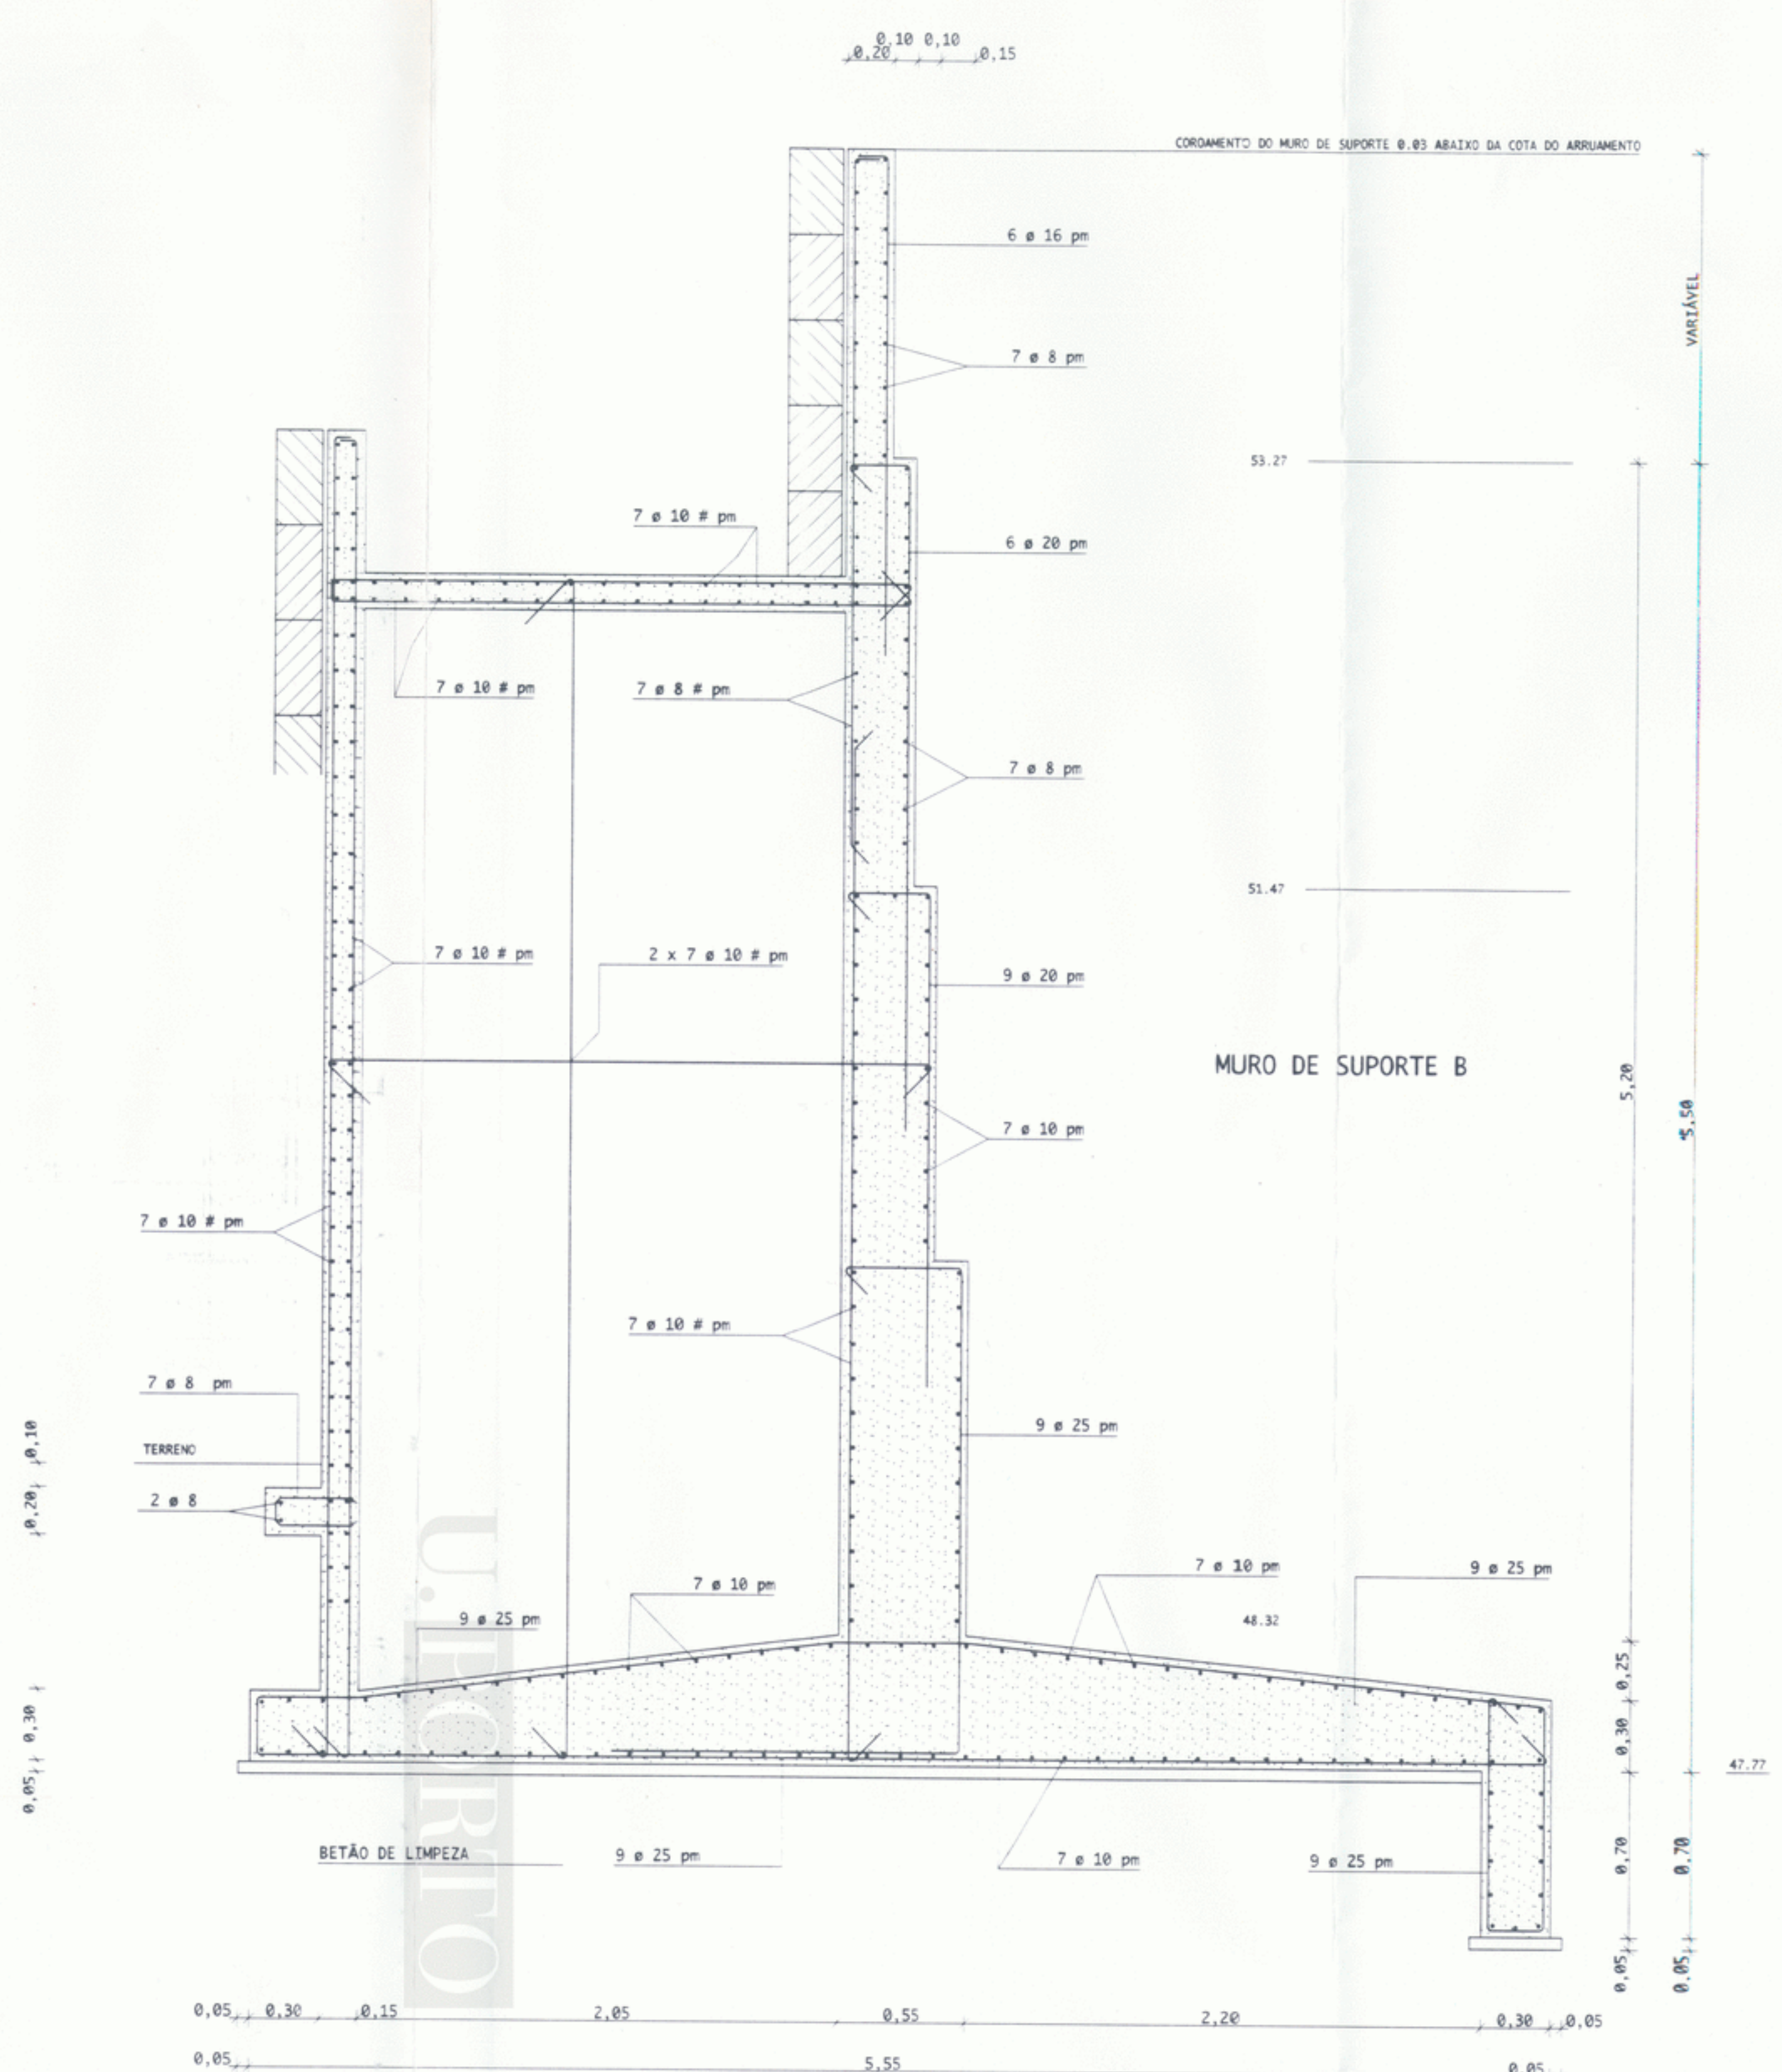 0,10 0,10
0,20 0,15
COROAMENTO DO MURO DE SUPORTE 0.03 ABAIXO DA COTA DO ARRUAMENTO
6 ø 16 pm
VARIÁVEL
7 ø 8 pm
53.27
7 ø 10 # pm
6 ø 20 pm
7 ø 10 # pm
7 ø 8 # pm
7 ø 8 pm
51.47
7 ø 10 # pm
2 x 7 ø 10 # pm
9 ø 20 pm
MURO DE SUPORTE B
5,20
5,50
7 ø 10 pm
7 ø 10 # pm
7 ø 10 # pm
7 ø 8 pm
9 ø 25 pm
0,10
TERRENO
0,20
2 ø 8
7 ø 10 pm
9 ø 25 pm
7 ø 10 pm
9 ø 25 pm
48.32
0,25
0,30
0,30
0,05
47.77
BETÃO DE LIMPEZA
9 ø 25 pm
7 ø 10 pm
9 ø 25 pm
0,70
0,70
0,05
0,05
U.PORTO
0,05 0,30 0,15 2,05 0,55 2,20 0,30 0,05
0,05 5,55 0,05